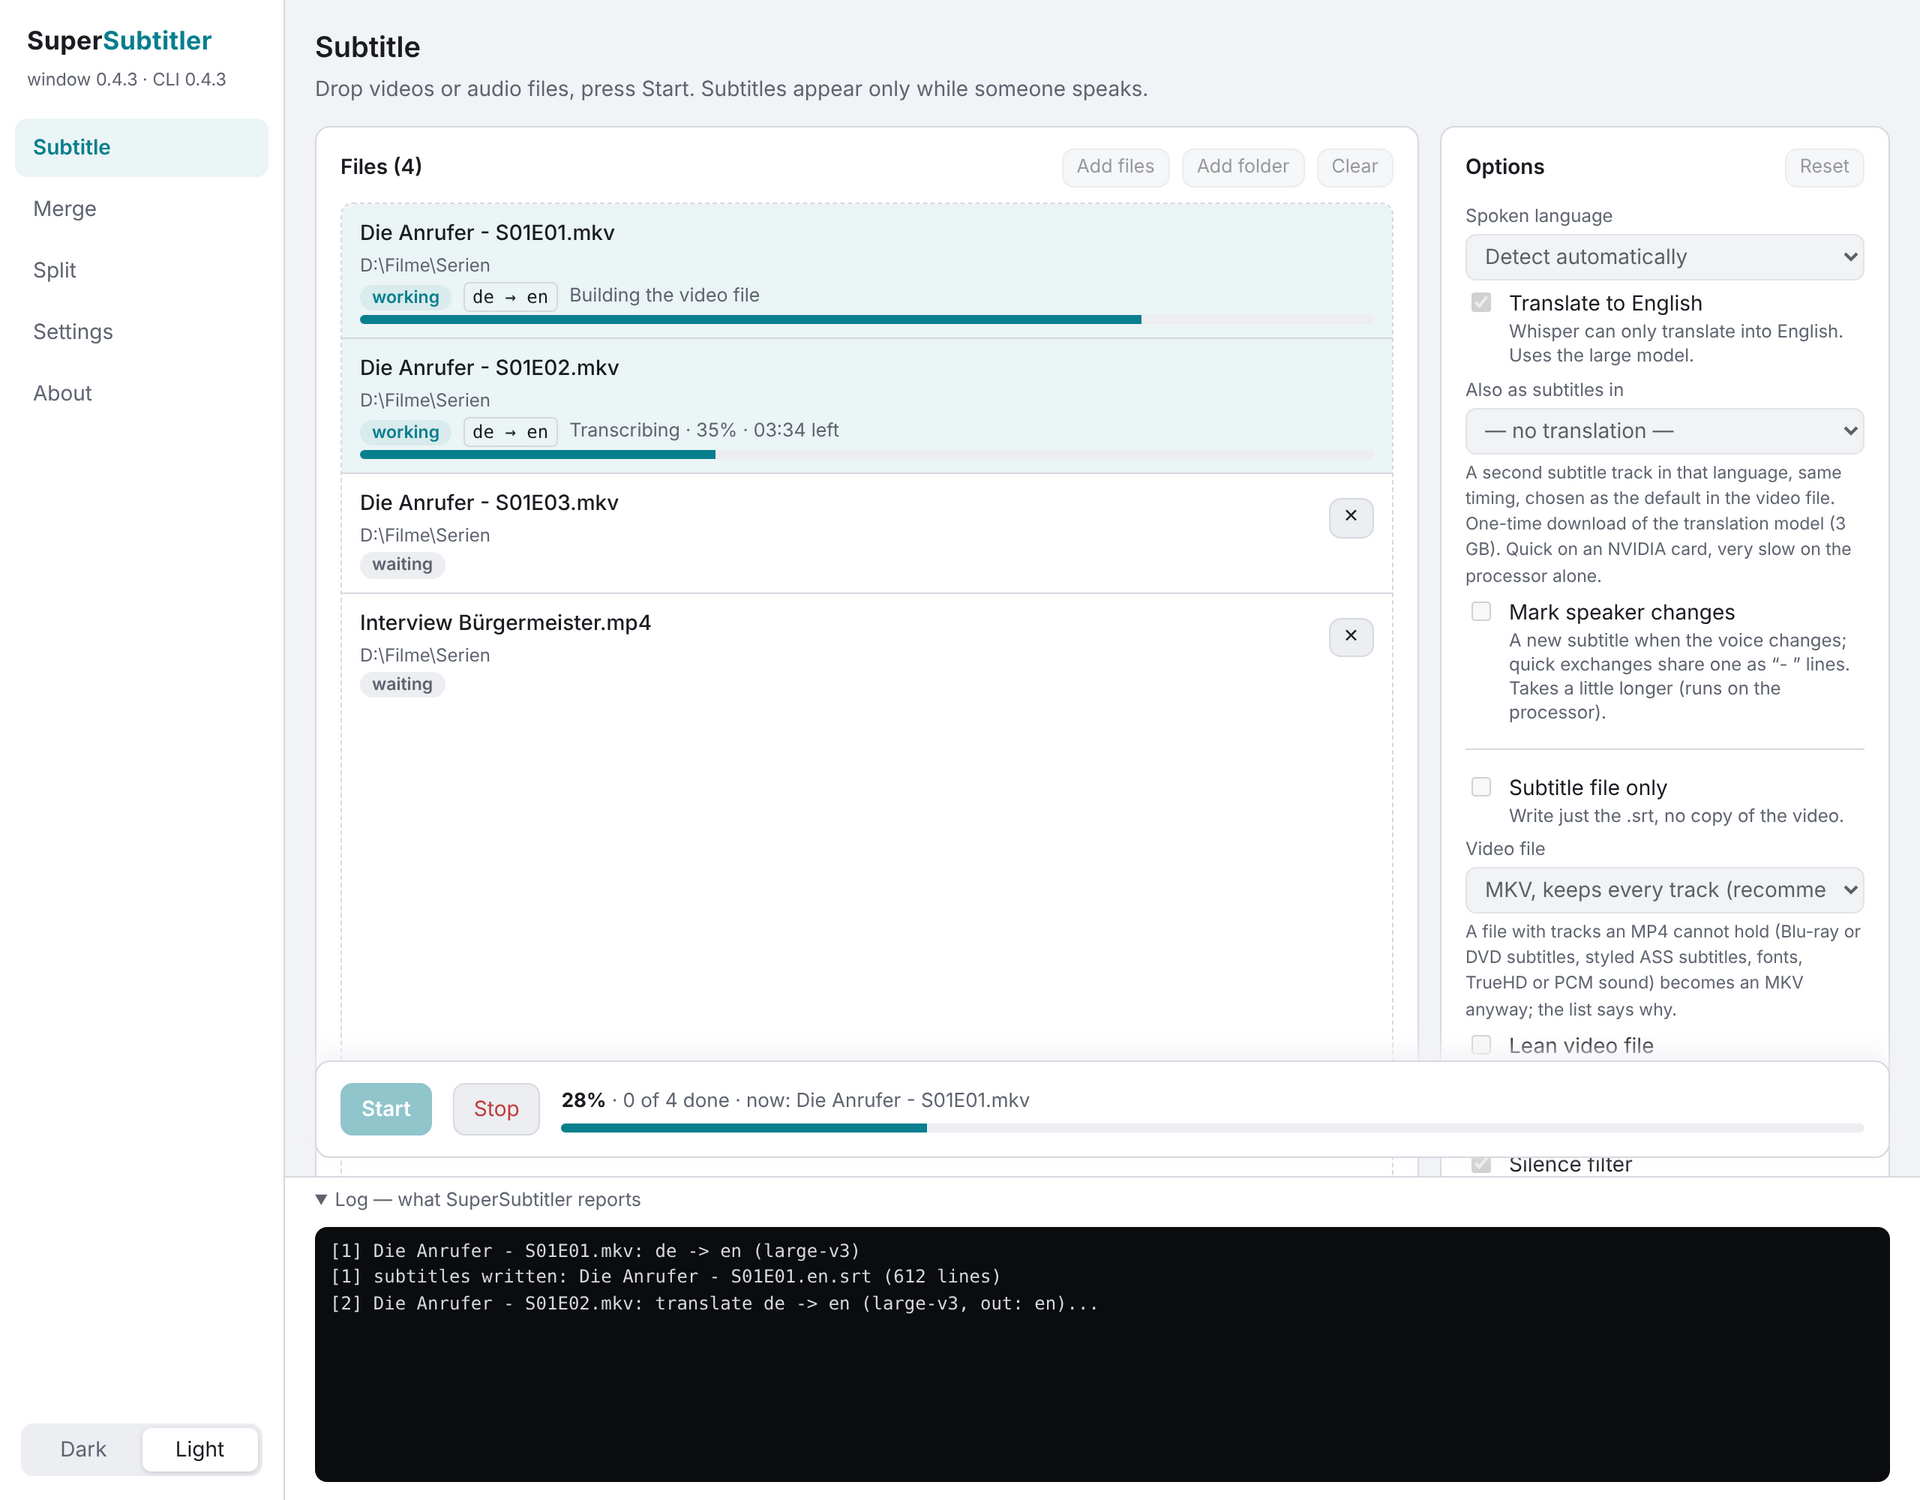 SuperSubtitler
window 0.4.3 · CLI 0.4.3
Subtitle
Merge
Split
Settings
About
Dark
Light
Subtitle
Drop videos or audio files, press Start. Subtitles appear only while someone speaks.
Files (4)
Add files
Add folder
Clear
Die Anrufer - S01E01.mkv
D:\Filme\Serien
working de → en Building the video file
Die Anrufer - S01E02.mkv
D:\Filme\Serien
working de → en Transcribing · 35% · 03:34 left
Die Anrufer - S01E03.mkv
D:\Filme\Serien
waiting
×
Interview Bürgermeister.mp4
D:\Filme\Serien
waiting
×
Options
Reset
Spoken language
Detect automatically
Translate to English
Whisper can only translate into English.
Uses the large model.
Also as subtitles in
— no translation —
A second subtitle track in that language, same
timing, chosen as the default in the video file.
One-time download of the translation model (3
GB). Quick on an NVIDIA card, very slow on the
processor alone.
Mark speaker changes
A new subtitle when the voice changes;
quick exchanges share one as “- ” lines.
Takes a little longer (runs on the
processor).
Subtitle file only
Write just the .srt, no copy of the video.
Video file
MKV, keeps every track (recomme
A file with tracks an MP4 cannot hold (Blu-ray or
DVD subtitles, styled ASS subtitles, fonts,
TrueHD or PCM sound) becomes an MKV
anyway; the list says why.
Lean video file
Start
Stop
28% · 0 of 4 done · now: Die Anrufer - S01E01.mkv
Silence filter
▼ Log — what SuperSubtitler reports
[1] Die Anrufer - S01E01.mkv: de -> en (large-v3)
[1] subtitles written: Die Anrufer - S01E01.en.srt (612 lines)
[2] Die Anrufer - S01E02.mkv: translate de -> en (large-v3, out: en)...